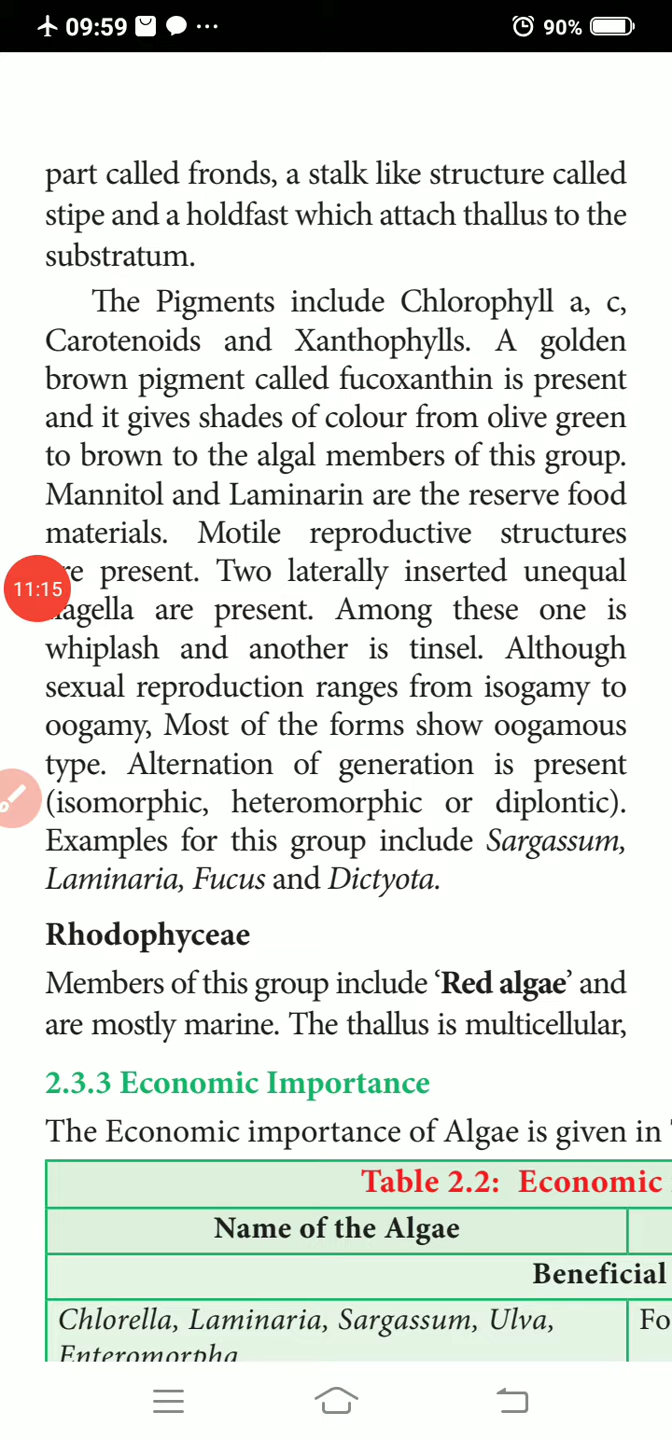 09:59
90%
part called fronds, a stalk like structure called
stipe and a holdfast which attach thallus to the
substratum.
The Pigments include Chlorophyll a, c,
Carotenoids and Xanthophylls. A golden
brown pigment called fucoxanthin is present
and it gives shades of colour from olive green
to brown to the algal members of this group.
Mannitol and Laminarin are the reserve food
materials. Motile reproductive structures
11:15
present. Two laterally inserted unequal
are present. Among these one is
whiplash and another is tinsel. Although
sexual reproduction ranges from isogamy to
oogamy, Most of the forms show oogamous
type. Alternation of generation is present
(isomorphic, heteromorphic or diplontic).
Examples for this group include Sargassum,
Laminaria, Fucus and Dictyota.
Rhodophyceae
Members of this group include ‘Red algae’ and
are mostly marine. The thallus is multicellular,
2.3.3 Economic Importance
The Economic importance of Algae is given in
Table 2.2: Economic
Name of the Algae
Beneficial
Chlorella, Laminaria, Sargassum, Ulva,
Fo
Enteromorpha